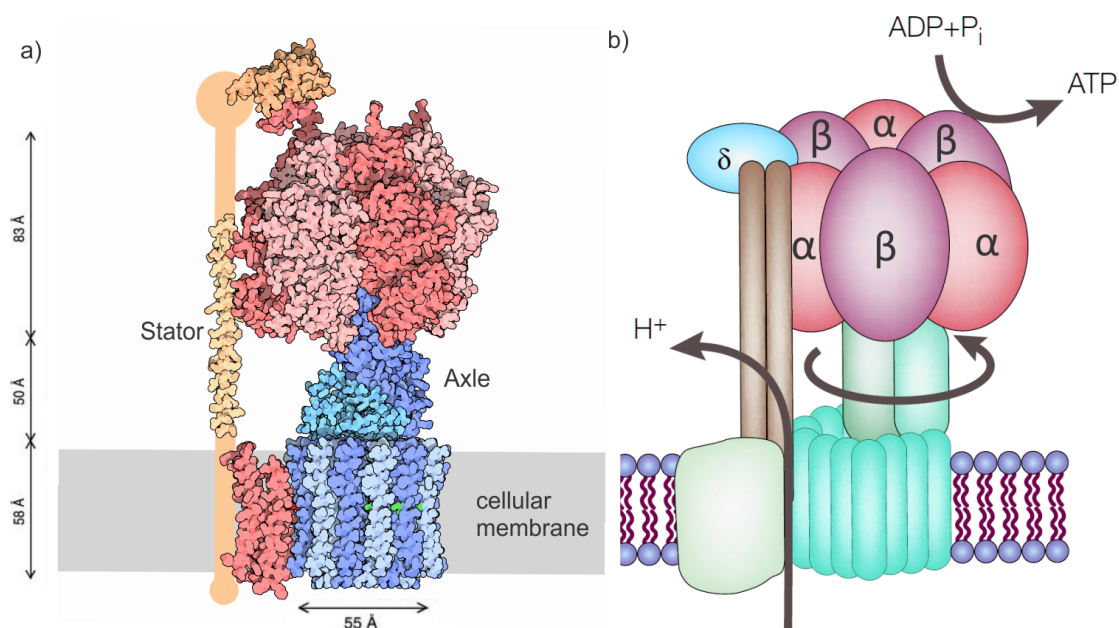 a)
83 Å
50 Å
58 Å
Stator
Axle
cellular
membrane
55 Å
b)
ADP+Pi
ATP
δ
β
α
β
α
β
α
H+